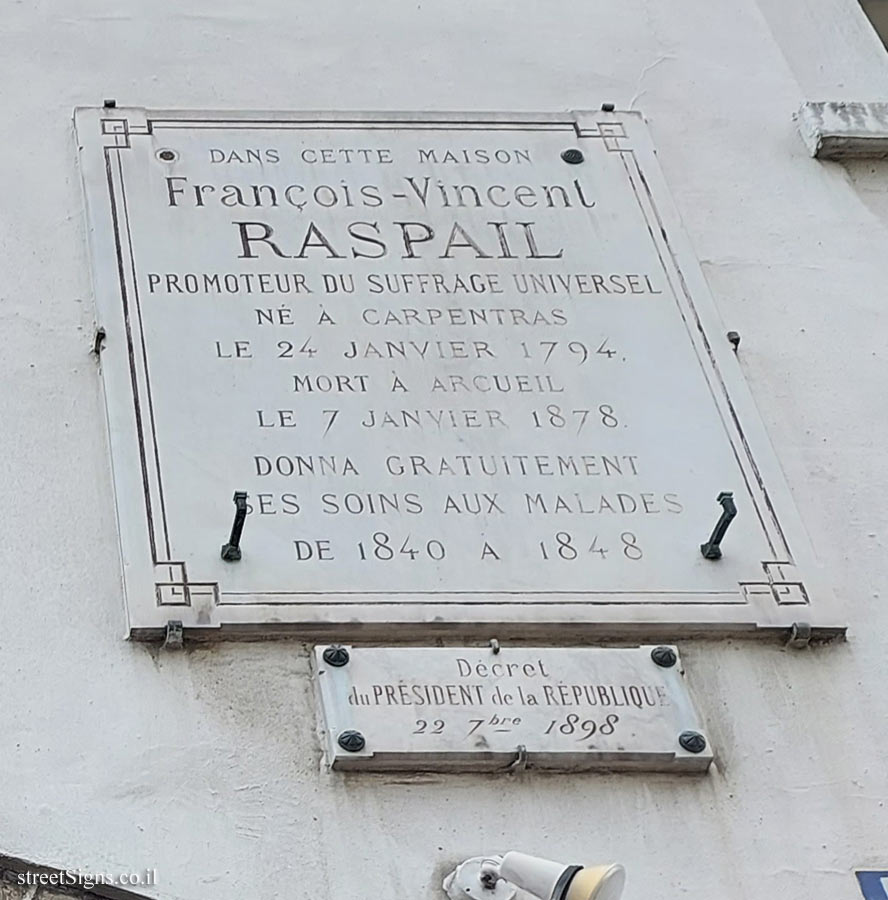 DANS CETTE MAISON
François-Vincent
RASPAIL
PROMOTEUR DU SUFFRAGE UNIVERSEL
NÉ À CARPENTRAS
LE 24 JANVIER 1794.
MORT À ARCUEIL
LE 7 JANVIER 1878.
DONNA GRATUITEMENT
SES SOINS AUX MALADES
DE 1840 A 1848
Décret
du PRÉSIDENT de la RÉPUBLIQUE
22 7bre 1898.
streetSigns.co.il